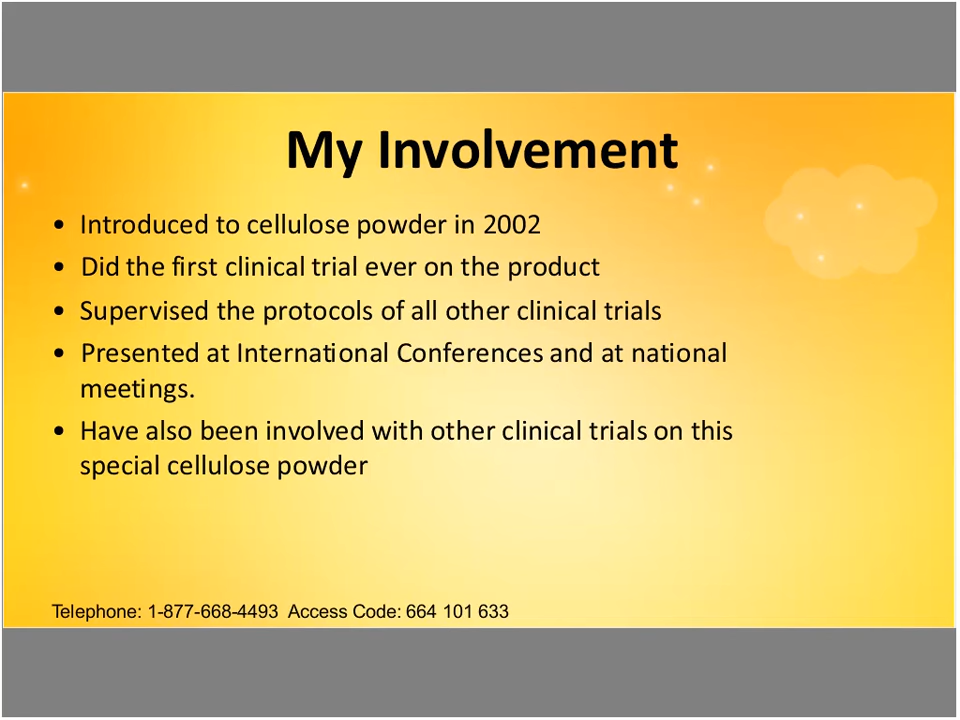 My Involvement
• Introduced to cellulose powder in 2002
• Did the first clinical trial ever on the product
• Supervised the protocols of all other clinical trials
• Presented at International Conferences and at national
meetings.
• Have also been involved with other clinical trials on this
special cellulose powder
Telephone: 1-877-668-4493 Access Code: 664 101 633